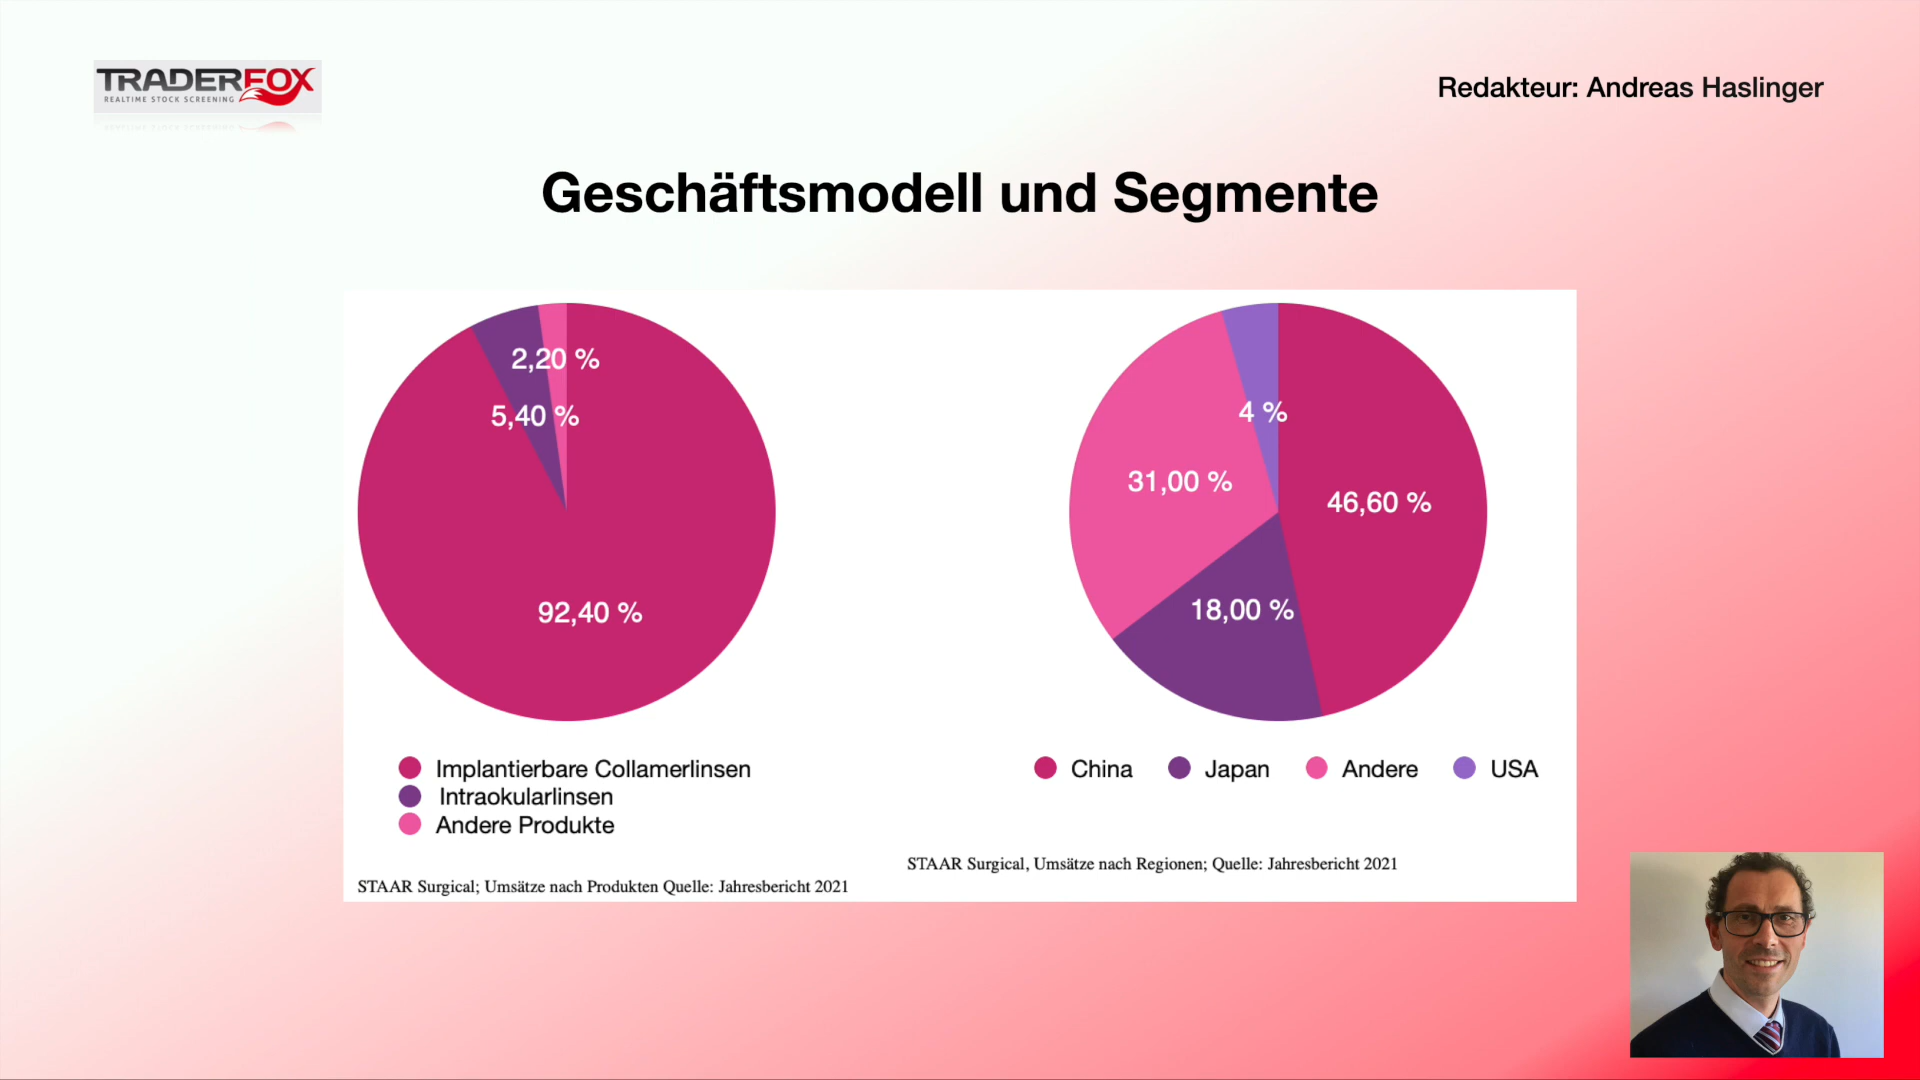 TRADERFOX
REALTIME STOCK SCREENING
Redakteur: Andreas Haslinger
Geschäftsmodell und Segmente
2,20 %
5,40 %
92,40 %
Implantierbare Collamerlinsen
Intraokularlinsen
Andere Produkte
STAAR Surgical; Umsätze nach Produkten Quelle: Jahresbericht 2021
4 %
31,00 %
46,60 %
18,00 %
China Japan Andere USA
STAAR Surgical, Umsätze nach Regionen; Quelle: Jahresbericht 2021